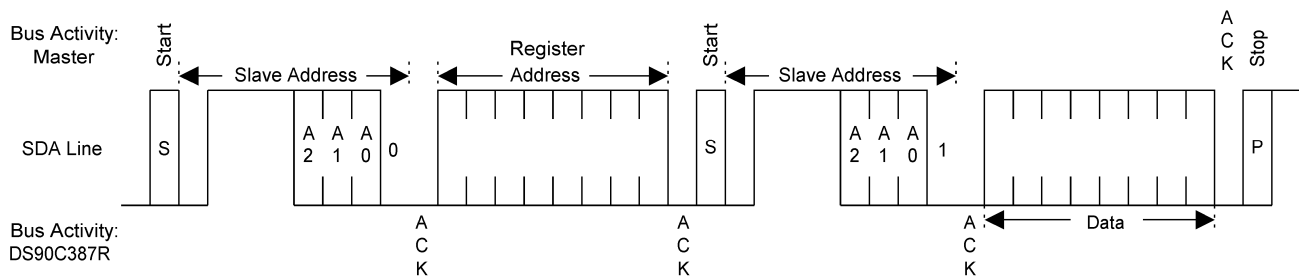 Bus Activity:
Master
Start
Slave Address
Register
Address
Start
Slave Address
A
C
K
Stop
SDA Line
S
A
2
A
1
A
0
0
S
A
2
A
1
A
0
1
P
Bus Activity:
DS90C387R
A
C
K
A
C
K
A
C
K
Data